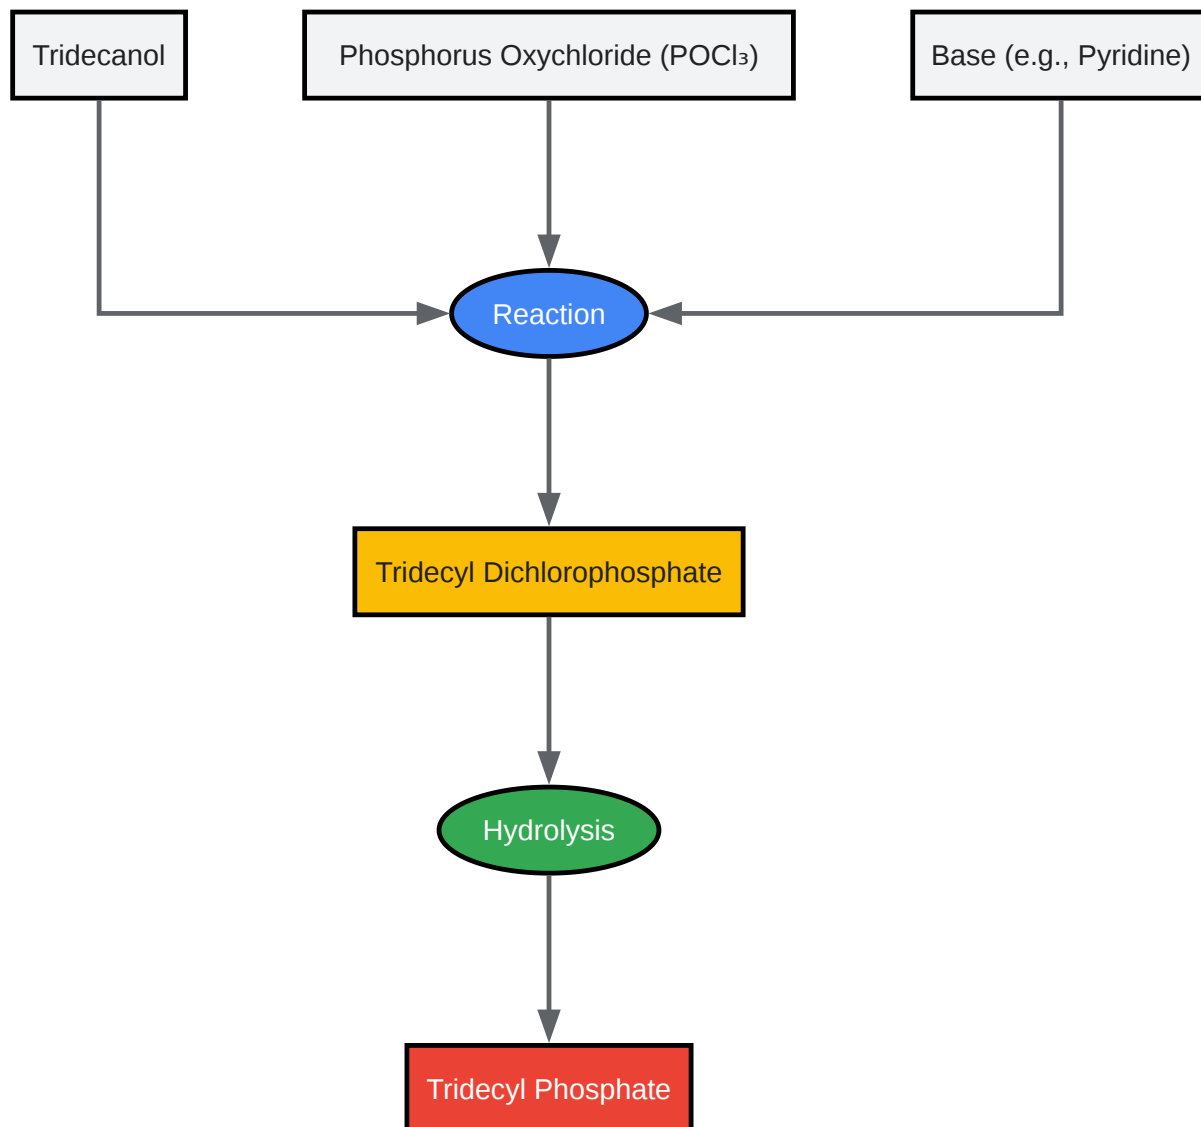 Tridecanol
Phosphorus Oxychloride (POCl₃)
Base (e.g., Pyridine)
Reaction
Tridecyl Dichlorophosphate
Hydrolysis
Tridecyl Phosphate